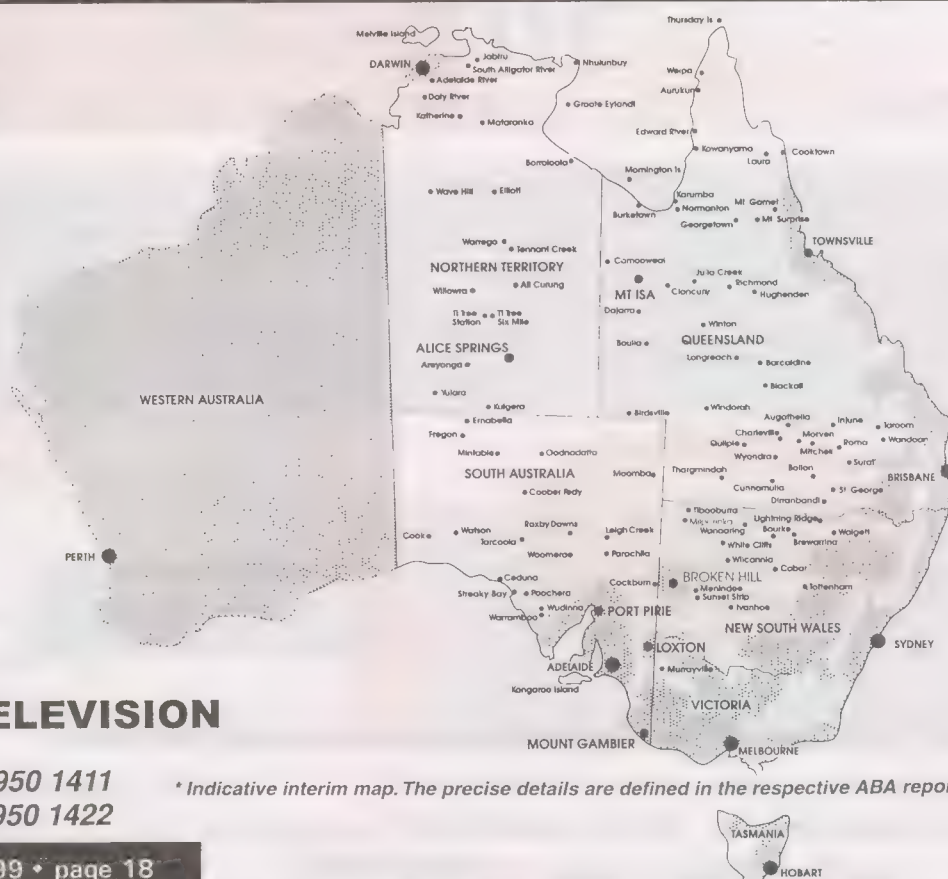 Thursday Is
Melville Island
DARWIN
Jabiru
South Alligator River
Nhulunbuy
Weipa
Adelaide River
Aurukun
Daly River
Groote Eylandt
Katherine
Mataranka
Edward River
Kowanyama
Laura
Cooktown
Borroloola
Mornington Is
Wave Hill
Elliott
Karumba
Normanton
Mt Garnet
Burketown
Georgetown
Mt Surprise
Warrego
Tennant Creek
TOWNSVILLE
NORTHERN TERRITORY
Camooweal
Julia Creek
Richmond
Willowra
Ali Curung
MT ISA
Cloncurry
Hughenden
Ti Tree
Station
Ti Tree
Six Mile
Dajarra
Winton
ALICE SPRINGS
Boulia
QUEENSLAND
Areyonga
Longreach
Barcaldine
Blackall
WESTERN AUSTRALIA
Yulara
Kulgera
Birdsville
Windorah
Augathella
Injune
Taroom
Ernabella
Fregon
Charleville
Morven
Roma
Wandoan
Quilpie
Mitchell
Mintabie
Oodnadatta
Wyondra
Surat
SOUTH AUSTRALIA
Moomba
Thargmindah
Bollon
BRISBANE
Coober Pedy
Cunnamulla
St George
Dirranbandi
Tibooburra
Lightning Ridge
Roxby Downs
Leigh Creek
Wanaaring
Bourke
Walgett
Cook
Watson
Tarcoola
Brewarrina
White Cliffs
PERTH
Woomera
Parachilna
Wilcannia
Cobar
Ceduna
Cockburn
BROKEN HILL
Streaky Bay
Poochera
Menindee
Tottenham
Sunset Strip
Wudinna
PORT PIRIE
Ivanhoe
Warramboo
NEW SOUTH WALES
LOXTON
SYDNEY
ADELAIDE
Murrayville
Kangaroo Island
VICTORIA
ELEVISION
MOUNT GAMBIER
MELBOURNE
950 1411
* Indicative interim map. The precise details are defined in the respective ABA repor
950 1422
TASMANIA
99 • page 18
HOBART